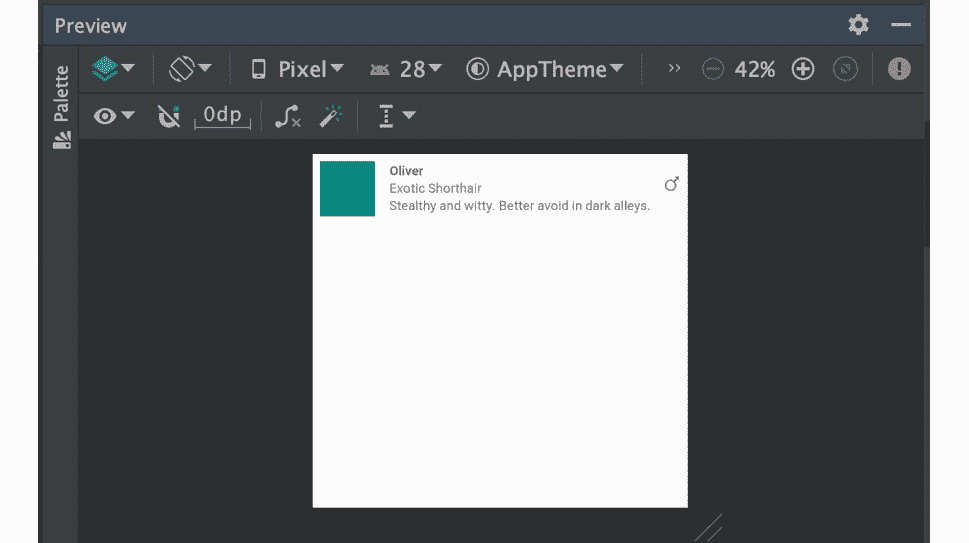 Preview
Palette
Pixel 28 AppTheme >> 42%
0dp
Oliver
Exotic Shorthair
Stealthy and witty. Better avoid in dark alleys.